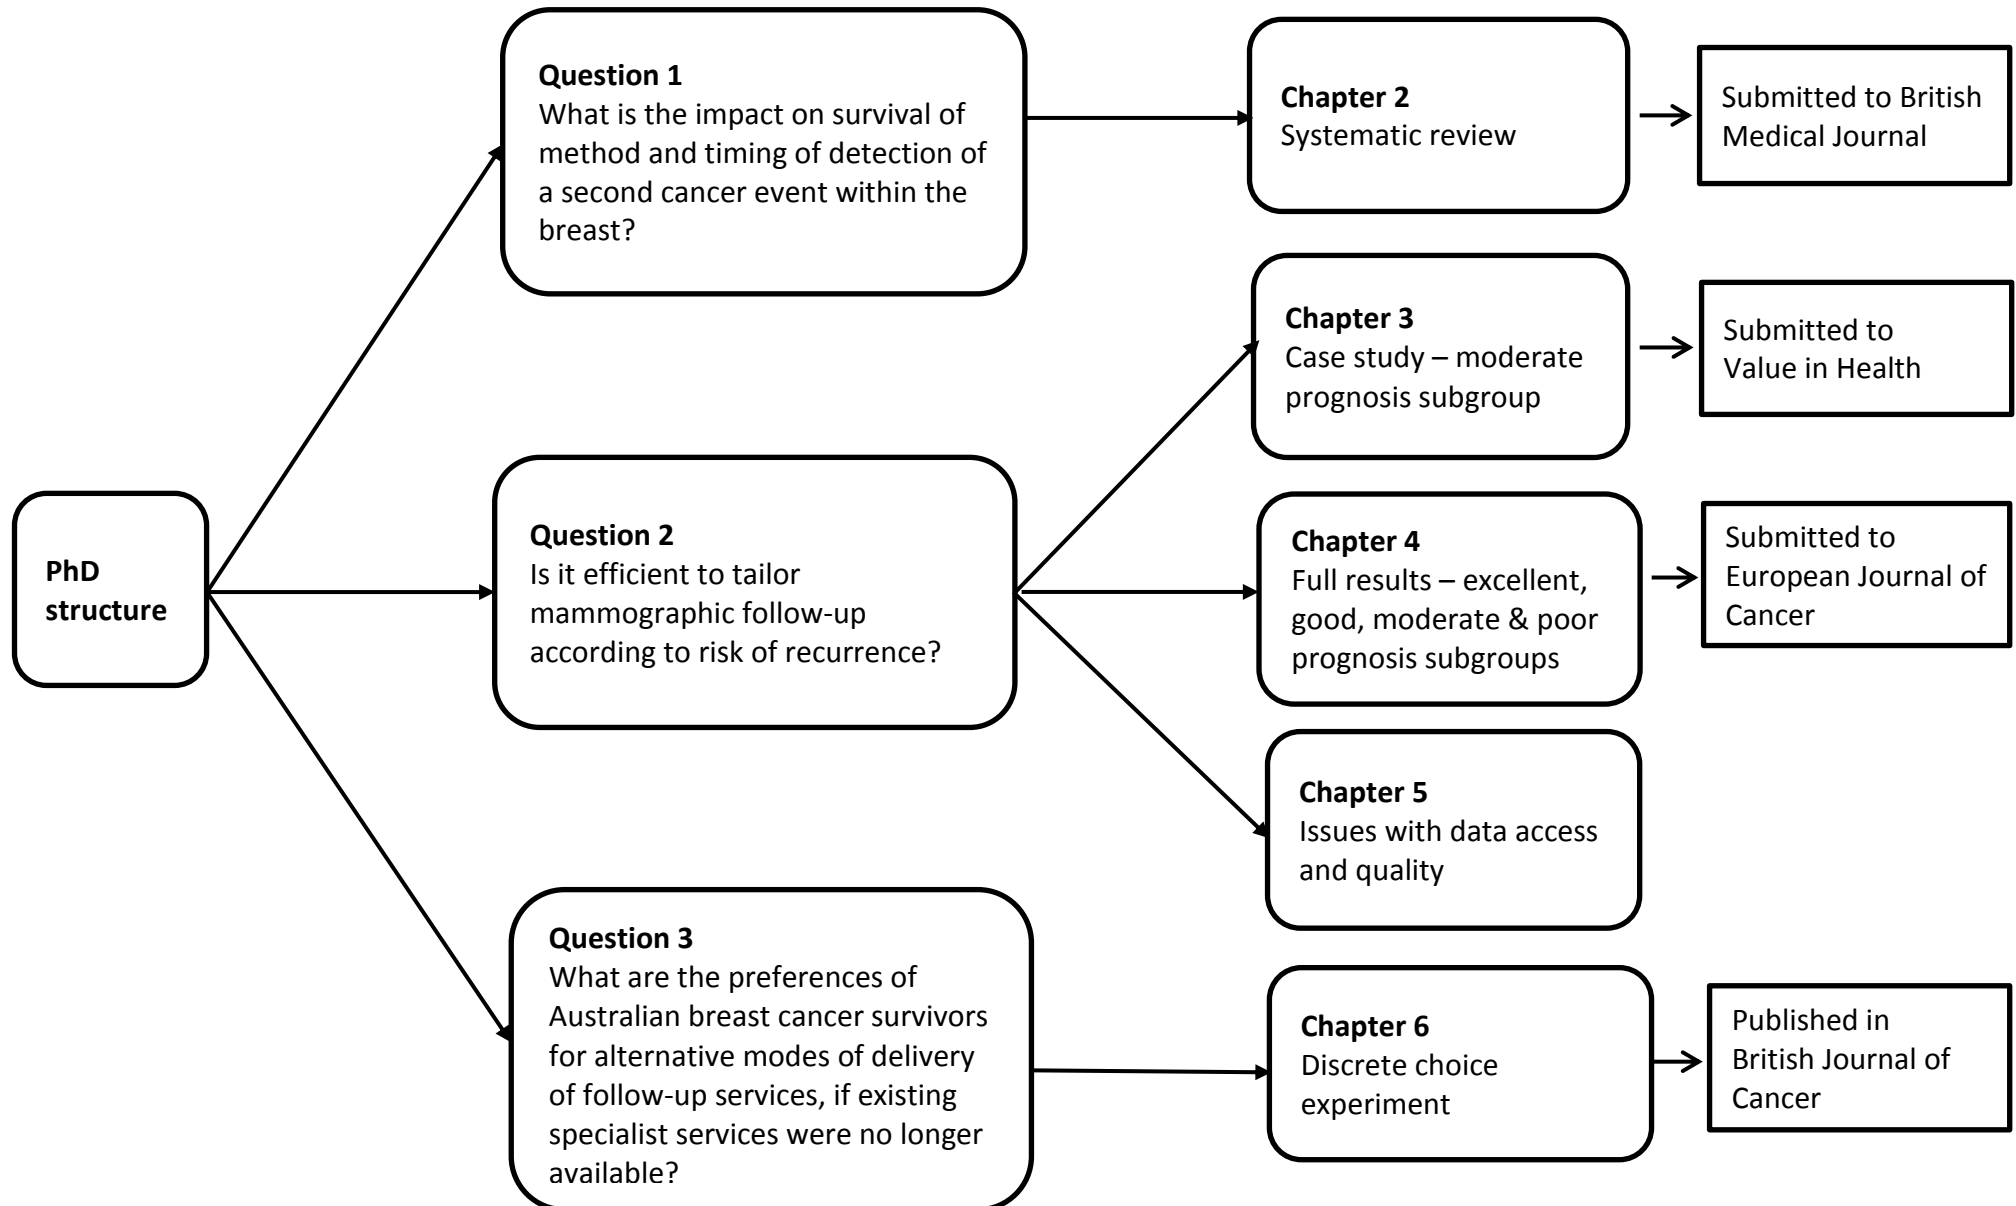 PhD
structure
Question 1
What is the impact on survival of
method and timing of detection of
a second cancer event within the
breast?
Chapter 2
Systematic review
Submitted to British
Medical Journal
Question 2
Is it efficient to tailor
mammographic follow-up
according to risk of recurrence?
Chapter 3
Case study – moderate
prognosis subgroup
Submitted to
Value in Health
Chapter 4
Full results – excellent,
good, moderate & poor
prognosis subgroups
Submitted to
European Journal of
Cancer
Chapter 5
Issues with data access
and quality
Question 3
What are the preferences of
Australian breast cancer survivors
for alternative modes of delivery
of follow-up services, if existing
specialist services were no longer
available?
Chapter 6
Discrete choice
experiment
Published in
British Journal of
Cancer